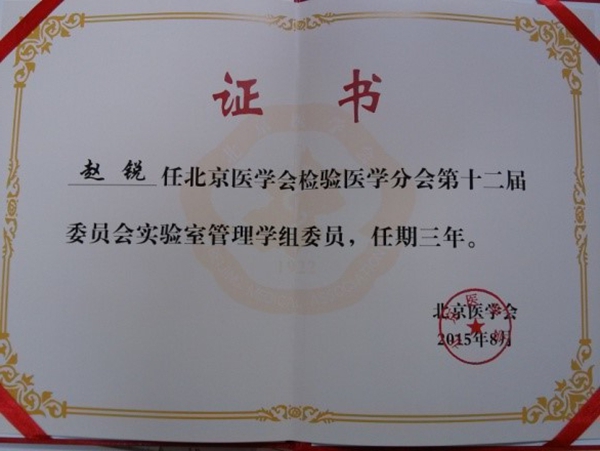 证书
赵锐任北京医学会检验医学分会第十二届
委员会实验室管理学组委员，任期三年。
北京医学会
2015年8月
1922